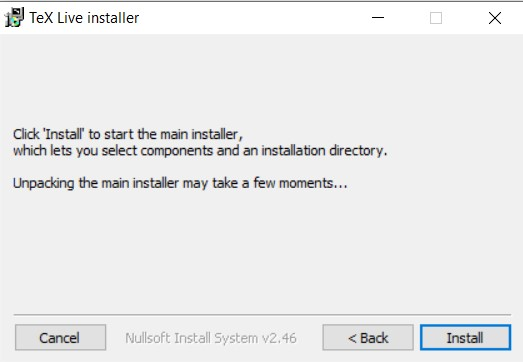 TeX Live installer
Click 'Install' to start the main installer,
which lets you select components and an installation directory.
Unpacking the main installer may take a few moments...
Cancel
Nullsoft Install System v2.46
< Back
Install